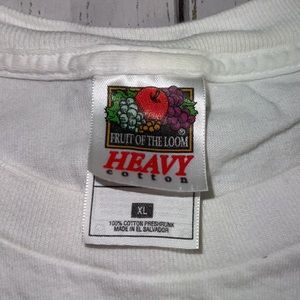 FRUIT OF THE LOOM
HEAVY
cotton
XL
100% COTTON PRESHRUNK
MADE IN EL SALVADOR